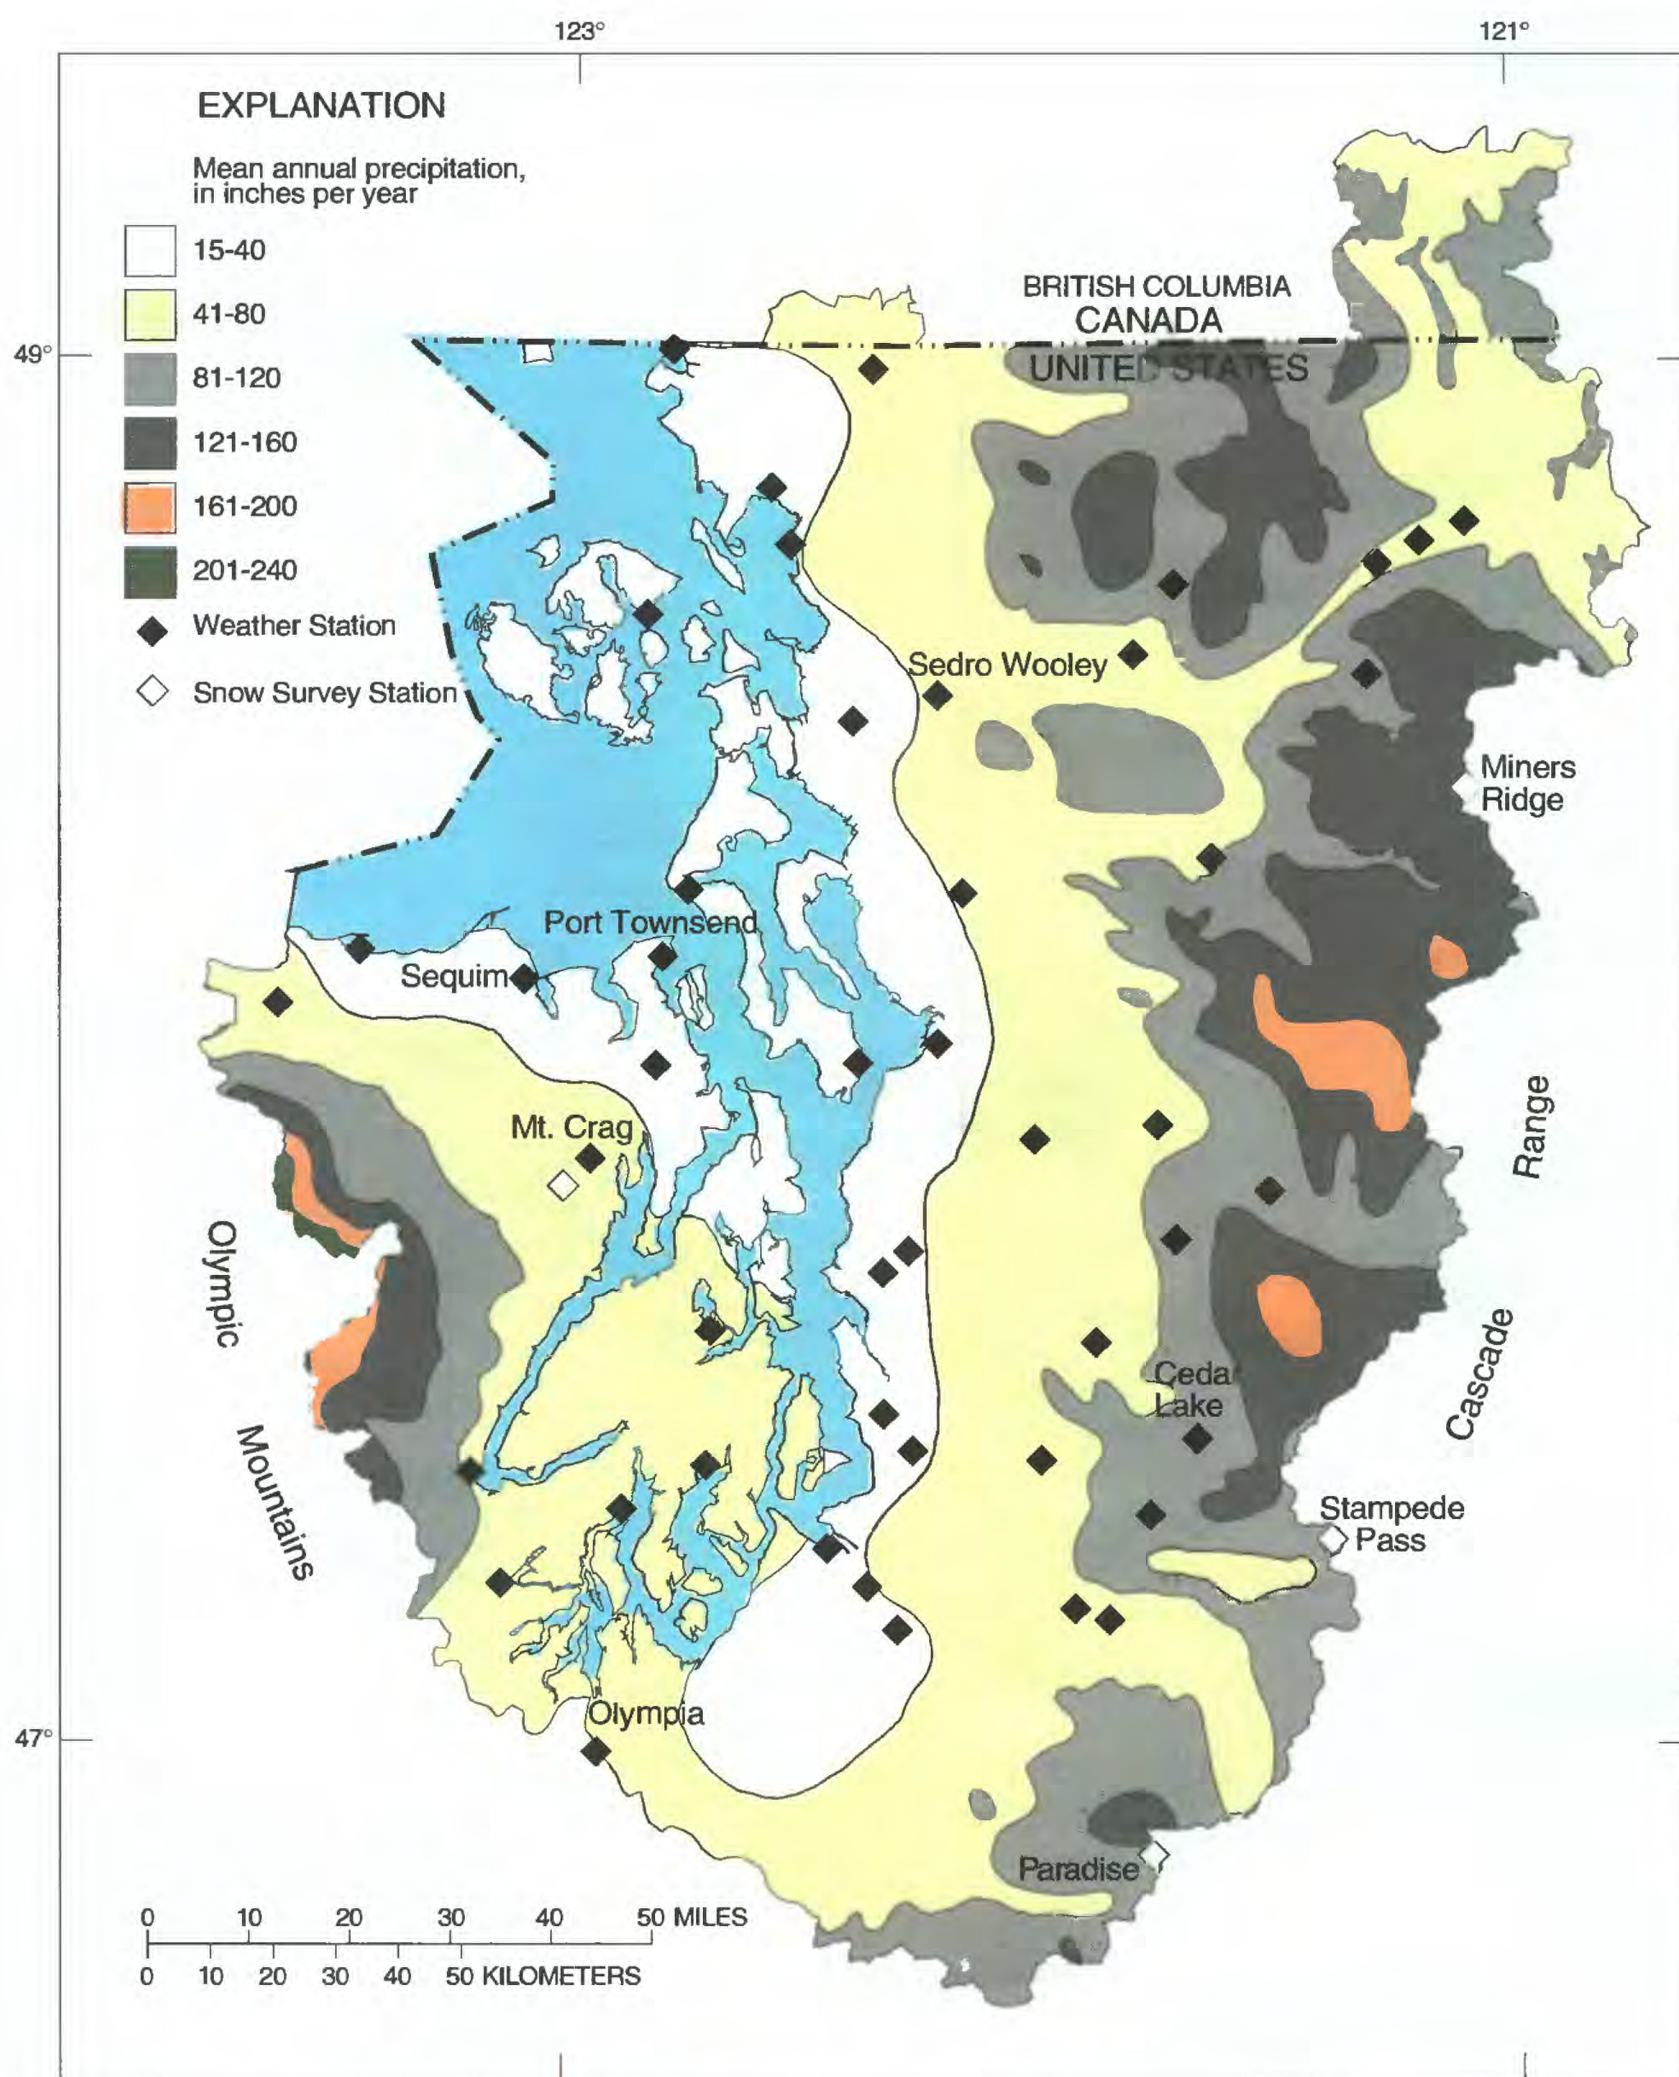 123°
121°
EXPLANATION
Mean annual precipitation,
in inches per year
15-40
41-80
81-120
121-160
161-200
201-240
Weather Station
Snow Survey Station
49°
BRITISH COLUMBIA
CANADA
UNITED STATES
Sedro Wooley
Miners
Ridge
Port Townsend
Sequim
Mt. Crag
Olympic
Mountains
Range
Cascade
Cedar
Lake
Stampede
Pass
Olympia
47°
Paradise
0 10 20 30 40 50 MILES
0 10 20 30 40 50 KILOMETERS